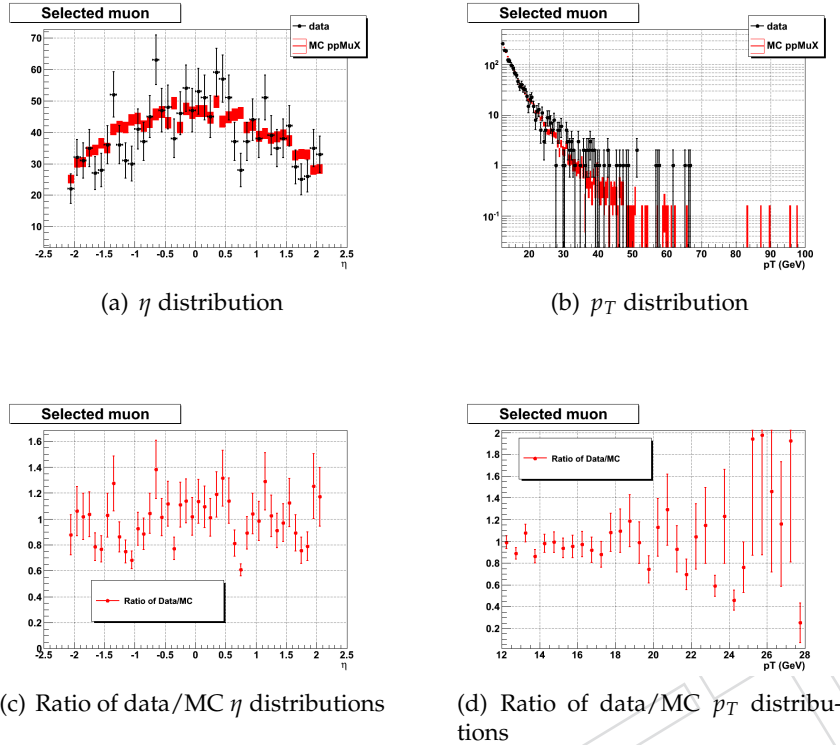 Selected muon
data
MC ppMuX
70
60
50
40
30
20
10
-2 -1.5 -1 -0.5 0 0.5 1 1.5 2 2.5
η
(a) η distribution
Selected muon
data
MC ppMuX
10²
10
1
10⁻¹
20 30 40 50 60 70 80 90 100
pT (GeV)
(b) pT distribution
Selected muon
1.6
1.4
1.2
1.0
0.8
0.6
0.4
0.2
0
Ratio of Data/MC
-2.5 -2 -1.5 -1 -0.5 0 0.5 1 1.5 2 2.5
η
(c) Ratio of data/MC η distributions
Selected muon
2
1.8
1.6
1.4
1.2
1
0.8
0.6
0.4
0.2
Ratio of Data/MC
12 14 16 18 20 22 24 26 28
pT (GeV)
(d) Ratio of data/MC pT distribu-
tions